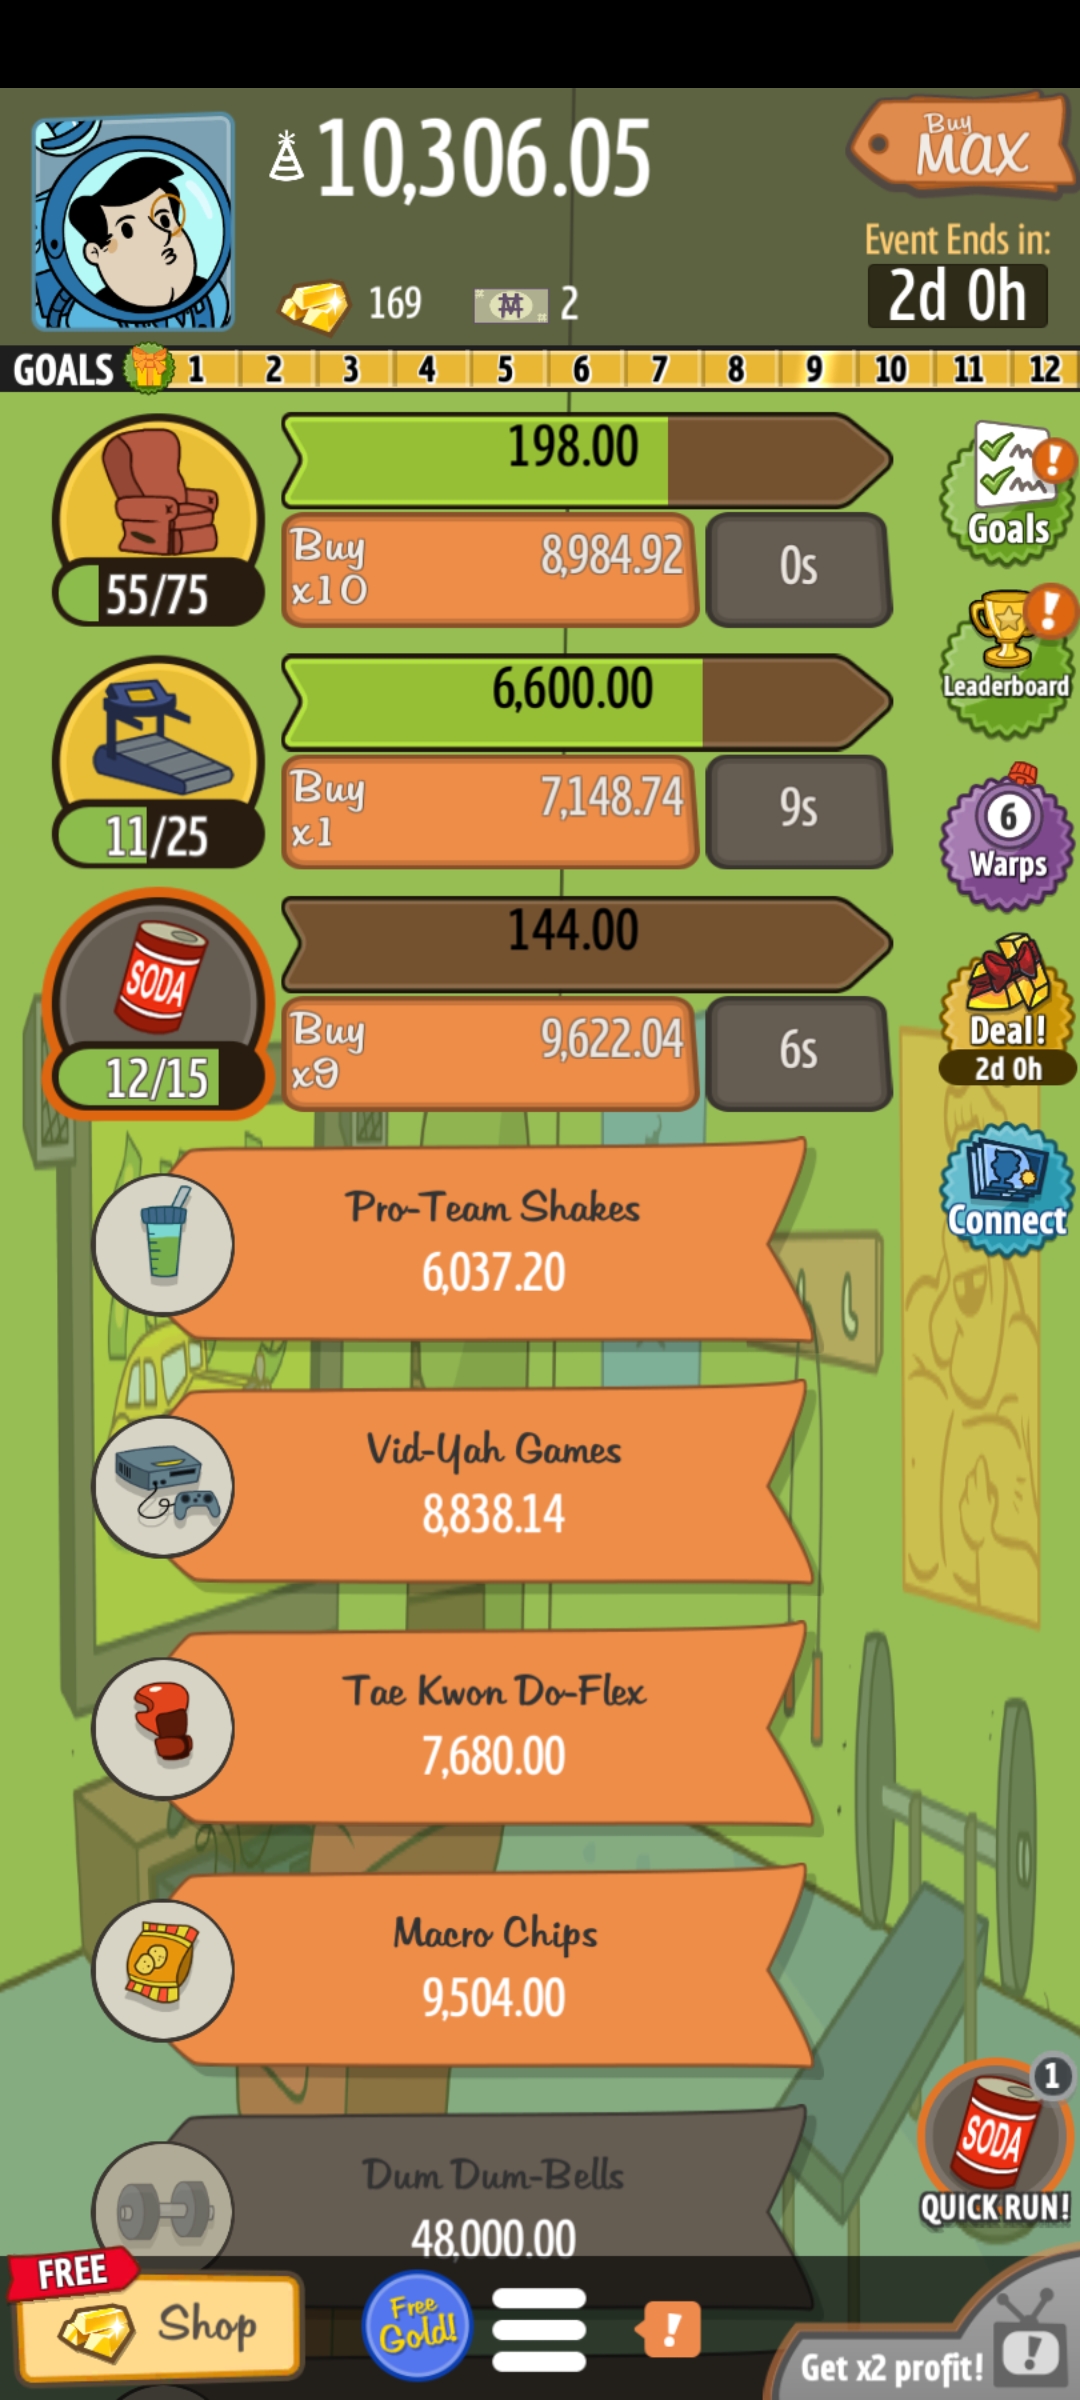 10,306.05
Buy
MAX
Event Ends in:
2d 0h
169
2
GOALS 1 2 3 4 5 6 7 8 9 10 11 12
198.00
Buy
x10
8,984.92
0s
55/75
Goals
6,600.00
Buy
x1
7,148.74
9s
11/25
Leaderboard
6
Warps
144.00
Buy
x9
9,622.04
6s
SODA
12/15
Deal!
2d 0h
Connect
Pro-Team Shakes
6,037.20
Vid-Yah Games
8,838.14
Tae Kwon Do-Flex
7,680.00
Macro Chips
9,504.00
Dum Dum-Bells
48,000.00
1
SODA
QUICK RUN!
FREE
Shop
Free
Gold!
!
Get x2 profit!